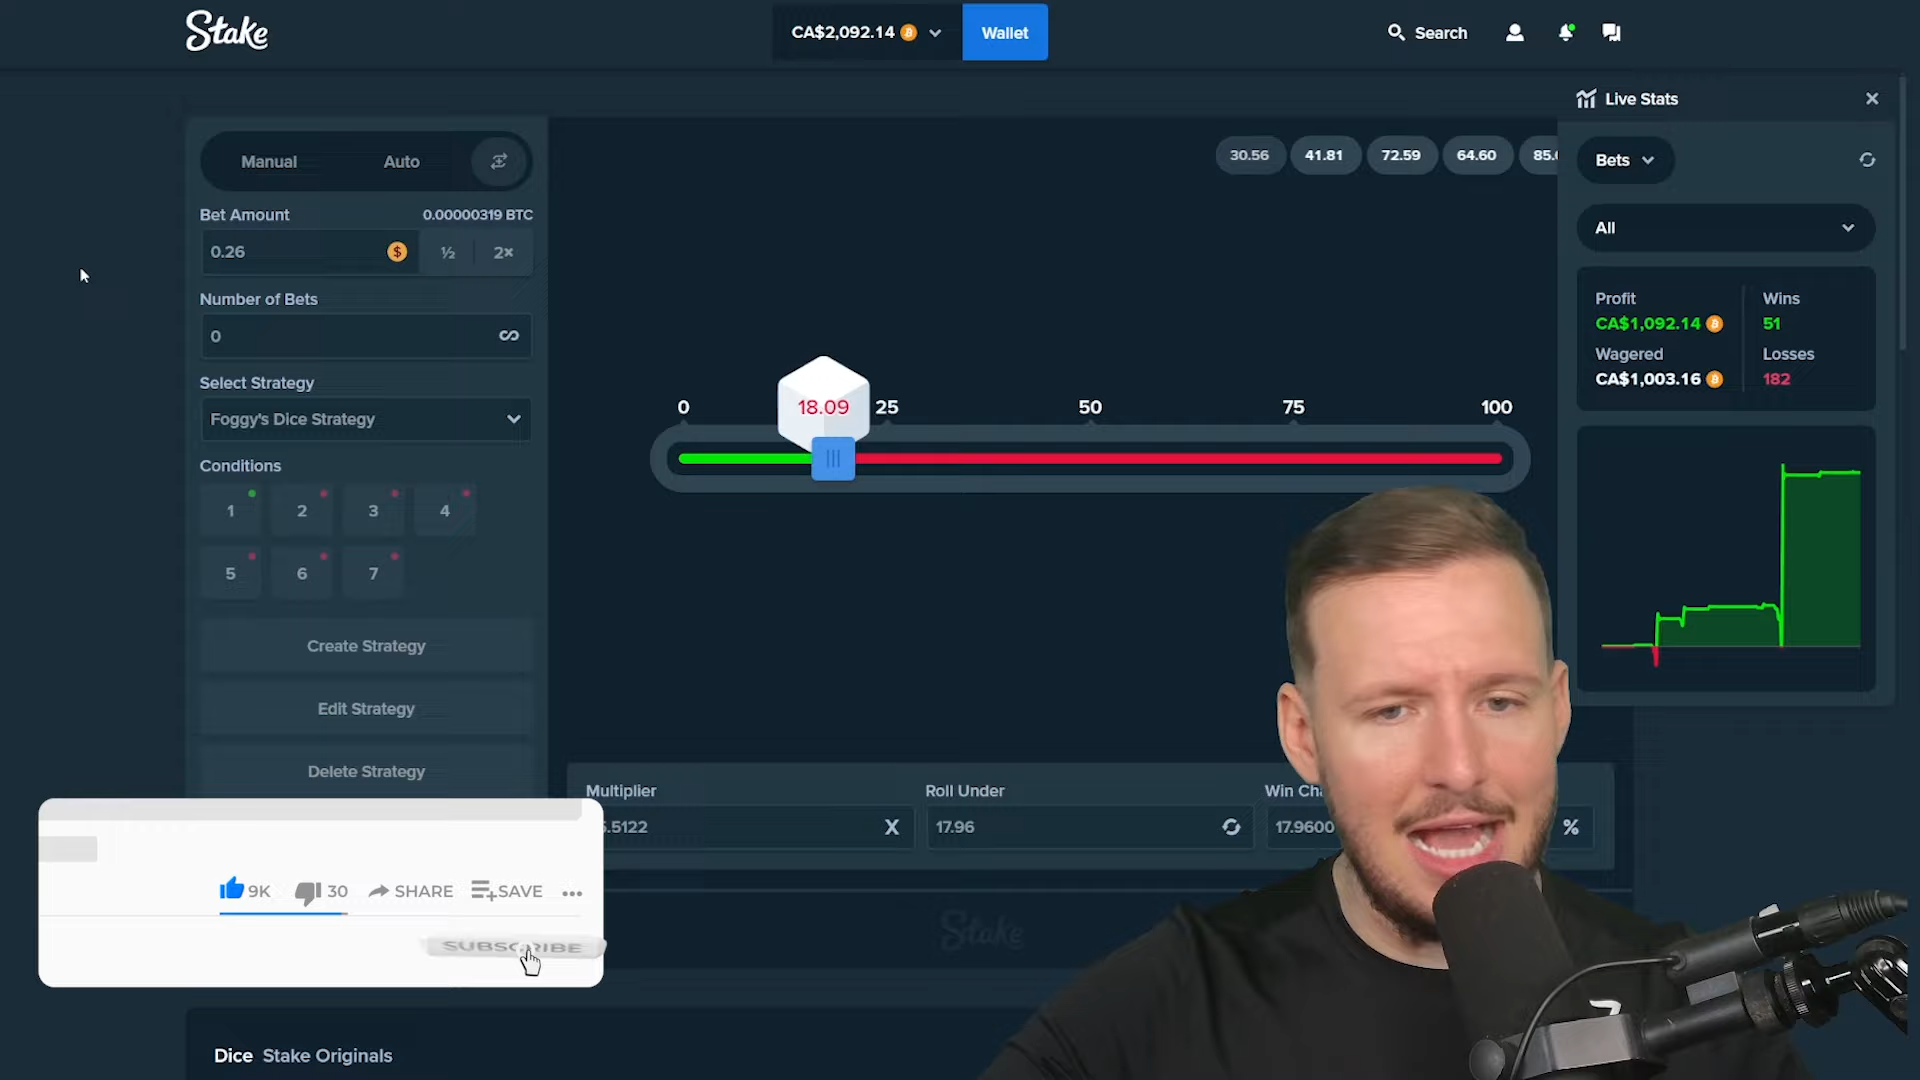 Stake
CA$2,092.14
Wallet
Search
Live Stats
Manual
Auto
30.56
41.81
72.59
64.60
Bets
Bet Amount
0.00000319 BTC
0.26
½
2×
All
Number of Bets
0
Profit
Wins
CA$1,092.14
51
Wagered
Losses
CA$1,003.16
182
Select Strategy
Foggy's Dice Strategy
18.09
0
25
50
75
100
Conditions
1
2
3
4
5
6
7
Create Strategy
Edit Strategy
Delete Strategy
Multiplier
Roll Under
Win Cha
.5122
X
17.96
17.9600
%
9K
30
SHARE
SAVE
SUBSCRIBE
Stake
Dice Stake Originals